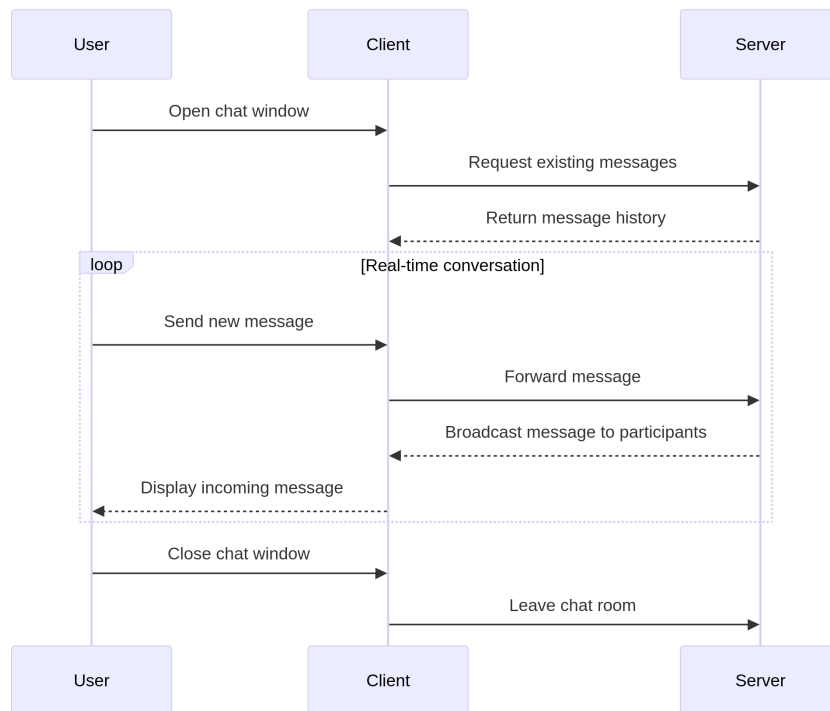 User
Client
Server
Open chat window
Request existing messages
Return message history
loop
[Real-time conversation]
Send new message
Forward message
Broadcast message to participants
Display incoming message
Close chat window
Leave chat room
User
Client
Server